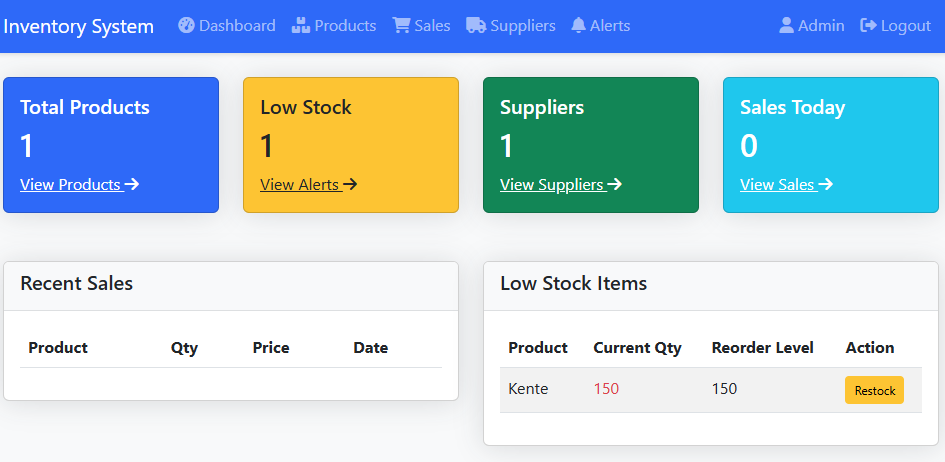 Inventory System Dashboard Products Sales Suppliers Alerts Admin Logout
Total Products
1
View Products
Low Stock
1
View Alerts
Suppliers
1
View Suppliers
Sales Today
0
View Sales
Recent Sales
Product Qty Price Date
Low Stock Items
Product Current Qty Reorder Level Action
Kente 150 150 Restock